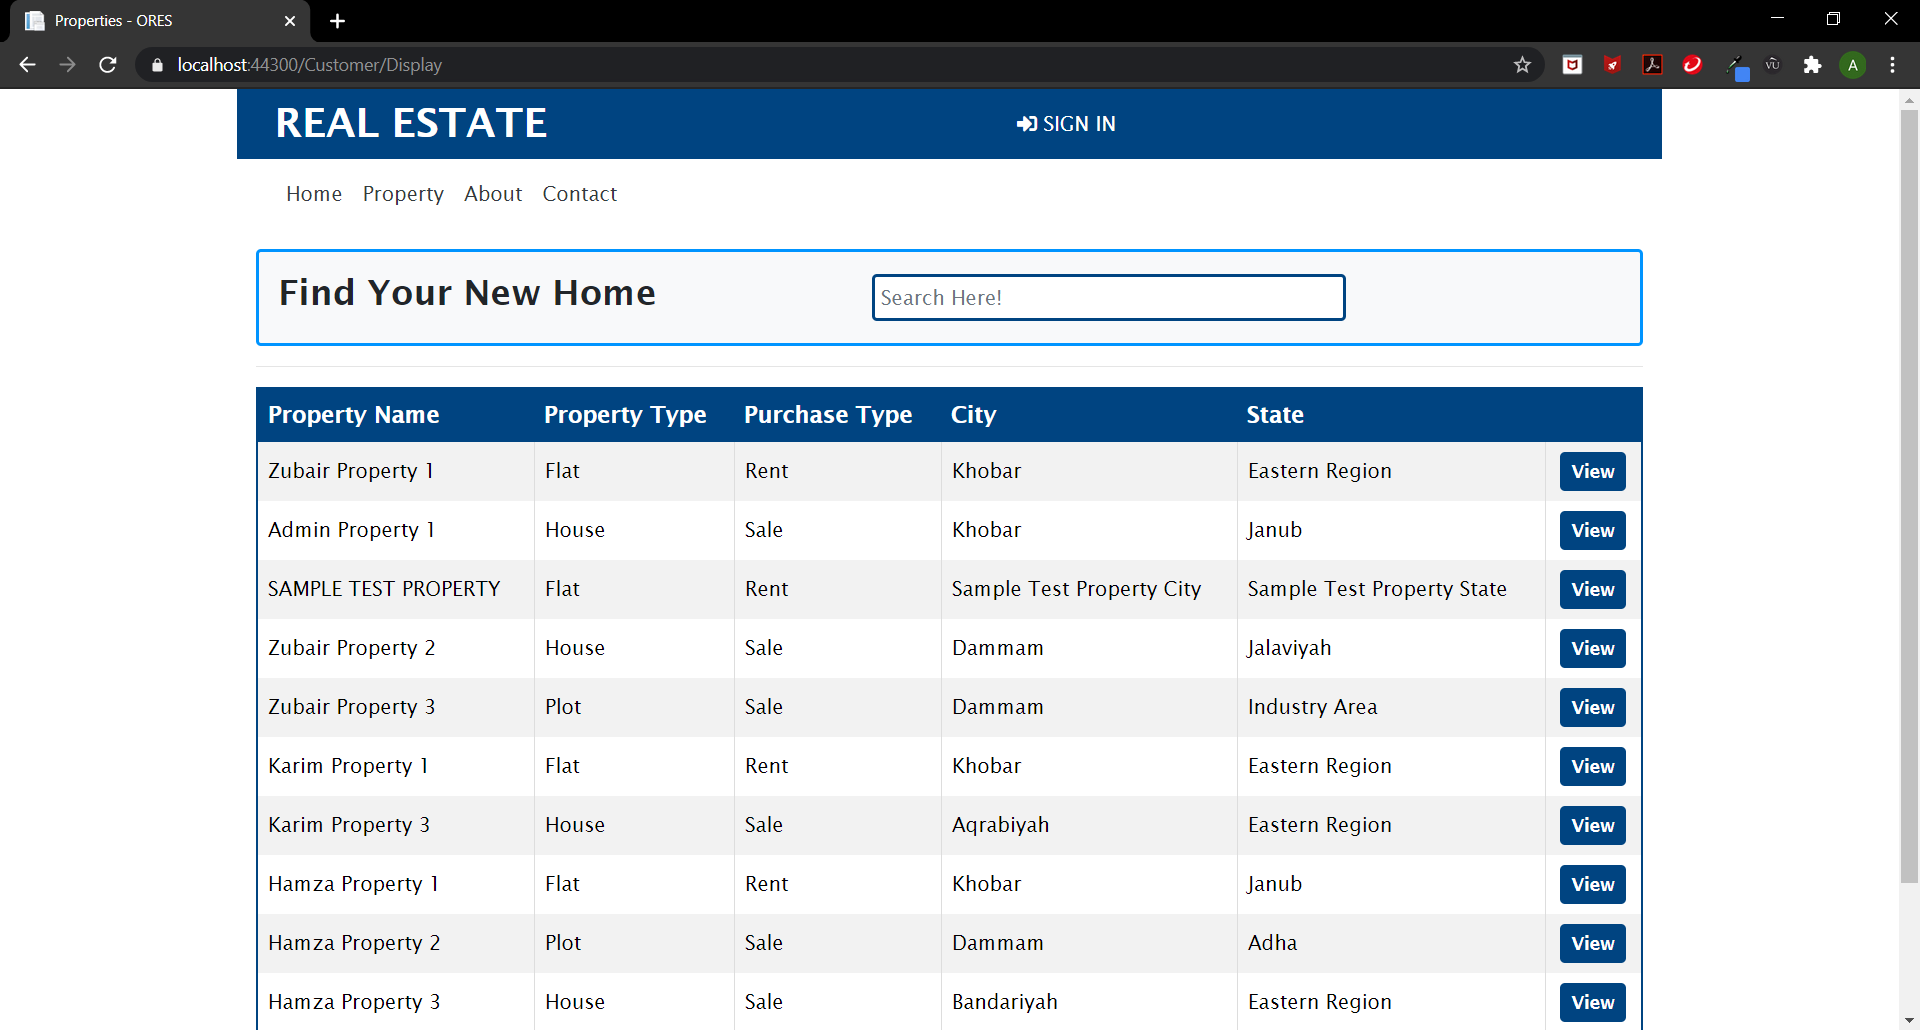 Properties - ORES
localhost:44300/Customer/Display
A
REAL ESTATE
SIGN IN
Home Property About Contact
Find Your New Home
Search Here!
Property Name Property Type Purchase Type City State
Zubair Property 1 Flat Rent Khobar Eastern Region View
Admin Property 1 House Sale Khobar Janub View
SAMPLE TEST PROPERTY Flat Rent Sample Test Property City Sample Test Property State View
Zubair Property 2 House Sale Dammam Jalaviyah View
Zubair Property 3 Plot Sale Dammam Industry Area View
Karim Property 1 Flat Rent Khobar Eastern Region View
Karim Property 3 House Sale Aqrabiyah Eastern Region View
Hamza Property 1 Flat Rent Khobar Janub View
Hamza Property 2 Plot Sale Dammam Adha View
Hamza Property 3 House Sale Bandariyah Eastern Region View